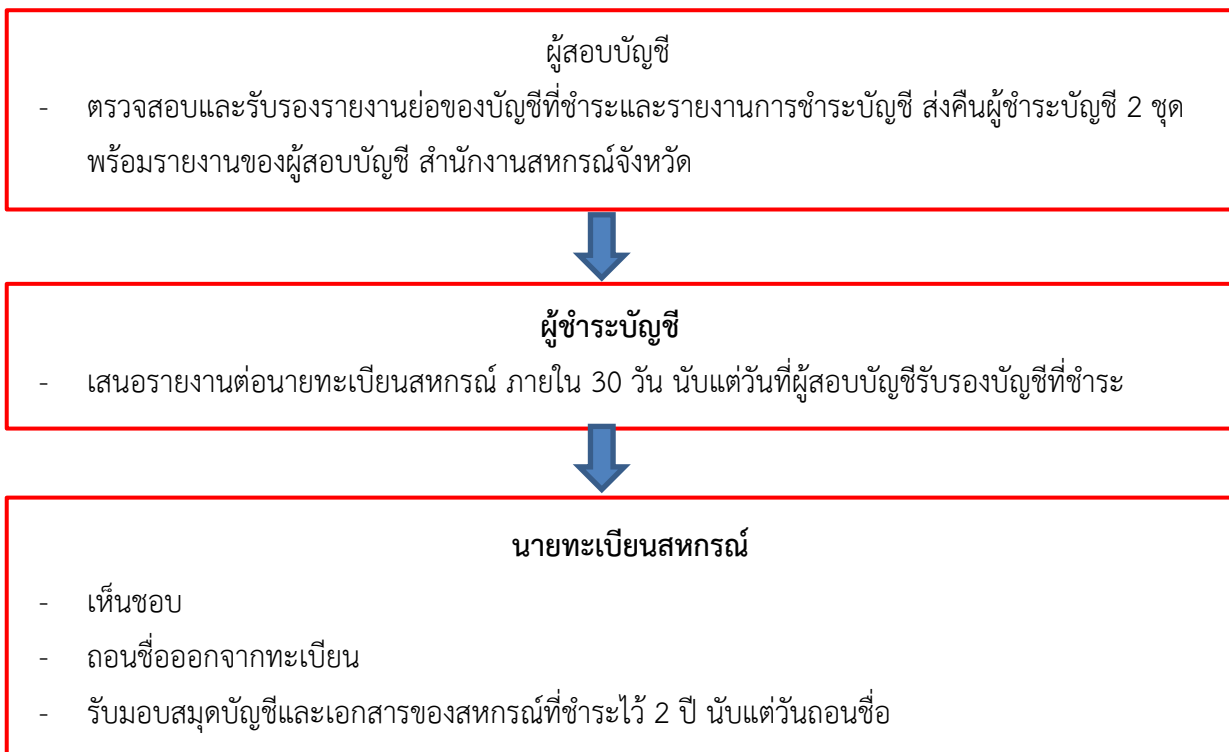 ผู้สอบบัญชี
- ตรวจสอบและรับรองรายงานย่อของบัญชีที่ชำระและรายงานการชำระบัญชี ส่งคืนผู้ชำระบัญชี 2 ชุด
พร้อมรายงานของผู้สอบบัญชี สำนักงานสหกรณ์จังหวัด
ผู้ชำระบัญชี
- เสนอรายงานต่อนายทะเบียนสหกรณ์ ภายใน 30 วัน นับแต่วันที่ผู้สอบบัญชีรับรองบัญชีที่ชำระ
นายทะเบียนสหกรณ์
- เห็นชอบ
- ถอนชื่อออกจากทะเบียน
- รับมอบสมุดบัญชีและเอกสารของสหกรณ์ที่ชำระไว้ 2 ปี นับแต่วันถอนชื่อ